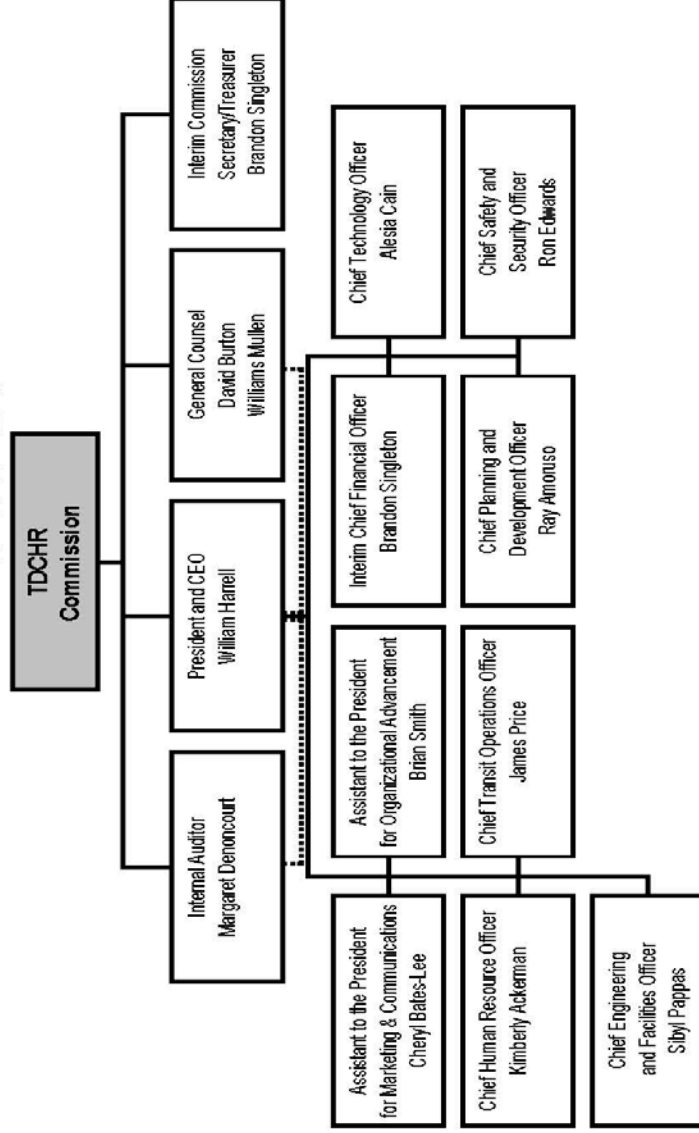 TDCHR
Commission
Internal Auditor
Margaret Denoncourt
President and CEO
William Harrell
General Counsel
David Burton
Williams Mullen
Interim Commission
Secretary/Treasurer
Brandon Singleton
Assistant to the President
for Marketing & Communications
Cheryl Bates-Lee
Assistant to the President
for Organizational Advancement
Brian Smith
Interim Chief Financial Officer
Brandon Singleton
Chief Technology Officer
Alesia Cain
Chief Human Resource Officer
Kimberly Ackerman
Chief Transit Operations Officer
James Price
Chief Planning and
Development Officer
Ray Amoruso
Chief Safety and
Security Officer
Ron Edwards
Chief Engineering
and Facilities Officer
Sibyl Pappas